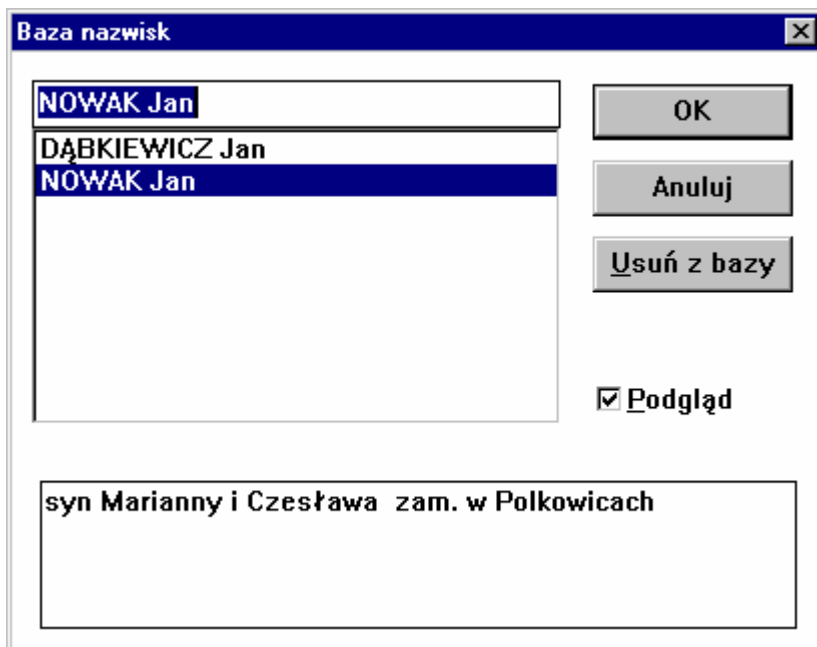 Baza nazwisk
NOWAK Jan
DĄBKIEWICZ Jan
NOWAK Jan
OK
Anuluj
Usuń z bazy
Podgląd
syn Marianny i Czesława  zam. w Polkowicach